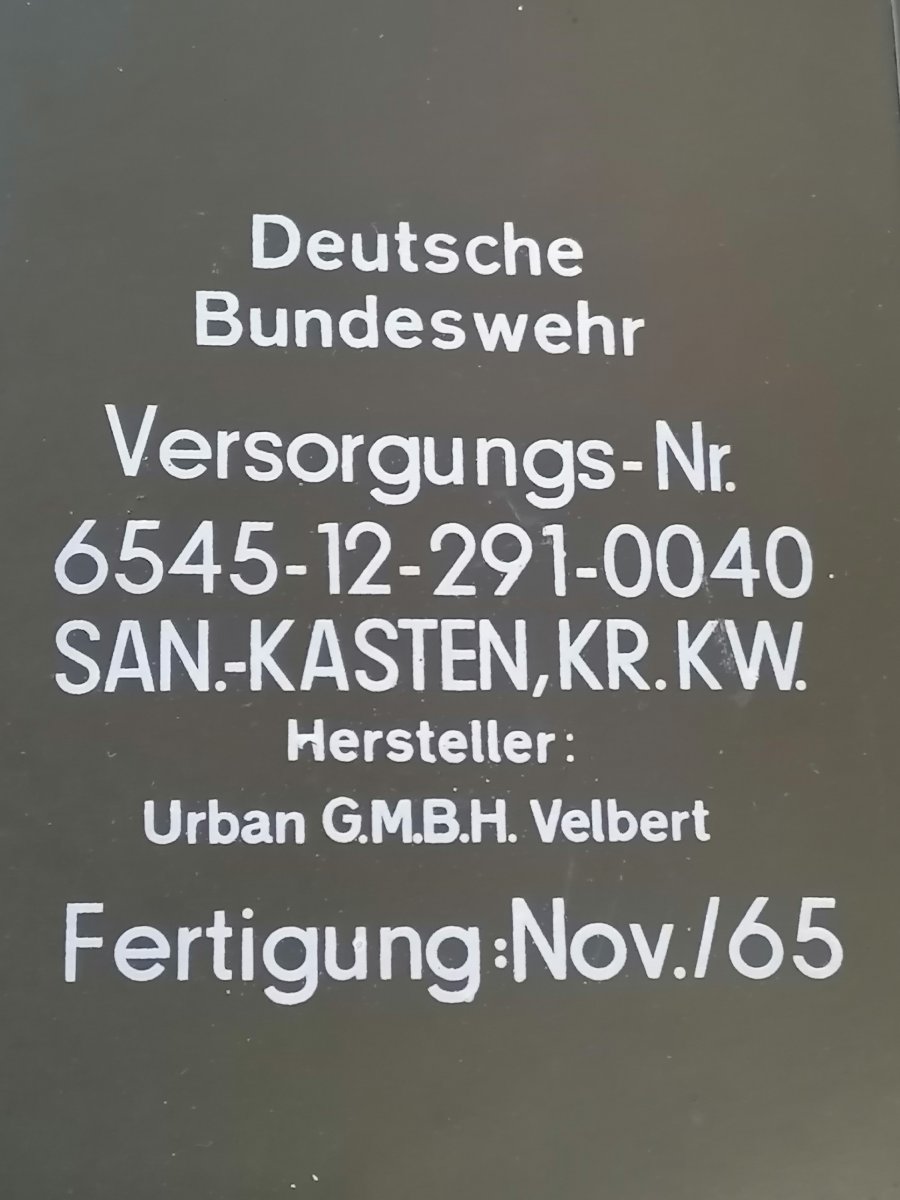 Deutsche
Bundeswehr
Versorgungs-Nr.
6545-12-291-0040
SAN.-KASTEN,KR.KW.
Hersteller:
Urban G.M.B.H. Velbert
Fertigung:Nov./65